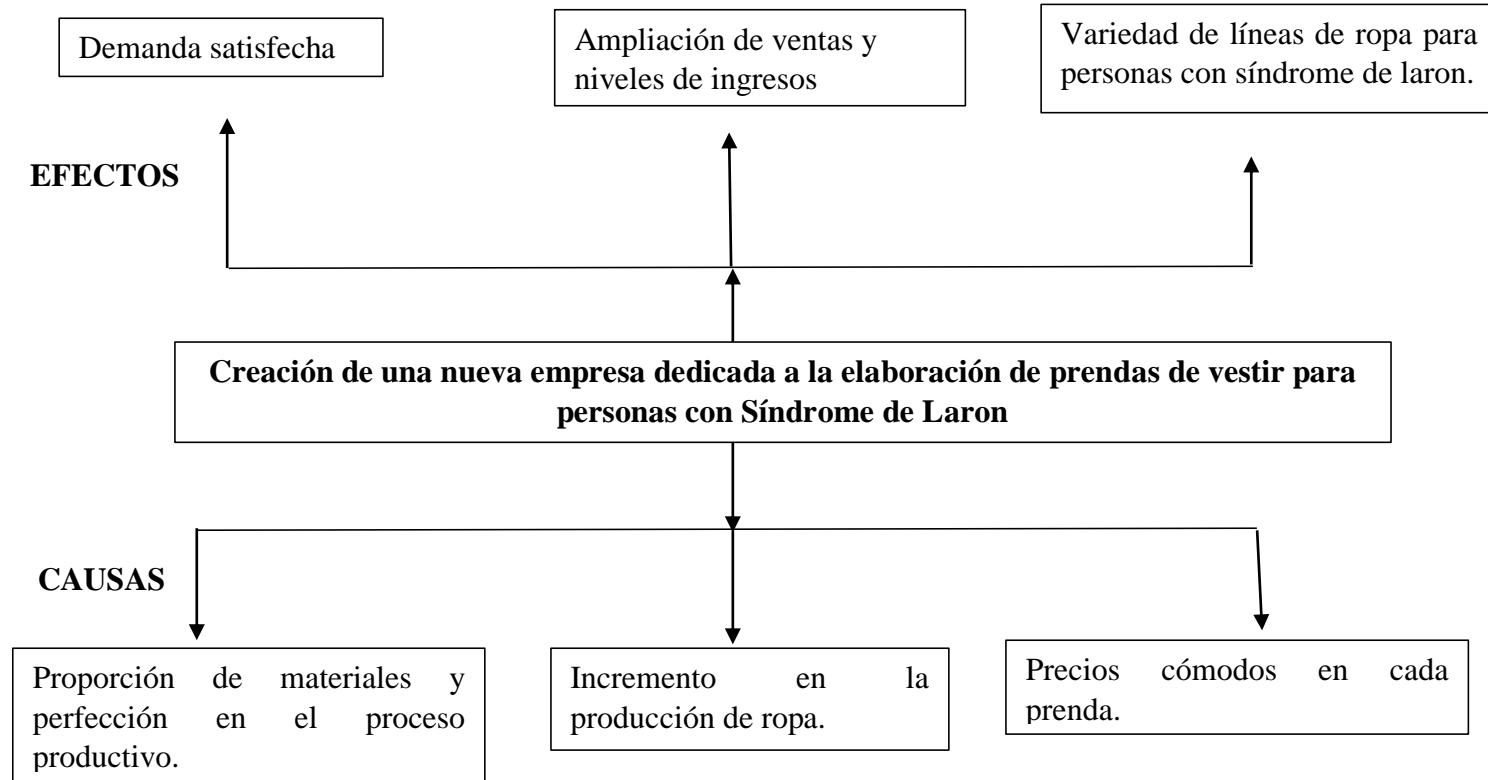 Demanda satisfecha
Ampliación de ventas y
niveles de ingresos
Variedad de líneas de ropa para
personas con síndrome de laron.
EFECTOS
Creación de una nueva empresa dedicada a la elaboración de prendas de vestir para
personas con Síndrome de Laron
CAUSAS
Proporción de materiales y
perfección en el proceso
productivo.
Incremento en la
producción de ropa.
Precios cómodos en cada
prenda.